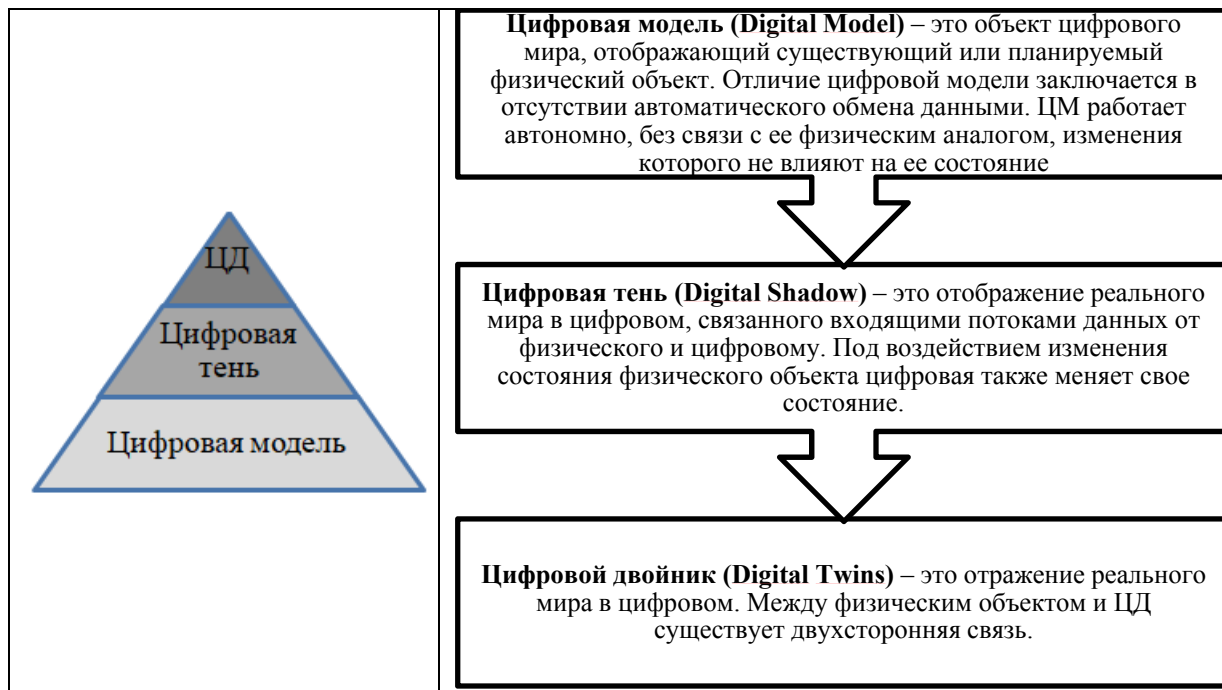 ЦД
Цифровая
тень
Цифровая модель
Цифровая модель (Digital Model) – это объект цифрового
мира, отображающий существующий или планируемый
физический объект. Отличие цифровой модели заключается в
отсутствии автоматического обмена данными. ЦМ работает
автономно, без связи с ее физическим аналогом, изменения
которого не влияют на ее состояние
Цифровая тень (Digital Shadow) – это отображение реального
мира в цифровом, связанного входящими потоками данных от
физического и цифровому. Под воздействием изменения
состояния физического объекта цифровая также меняет свое
состояние.
Цифровой двойник (Digital Twins) – это отражение реального
мира в цифровом. Между физическим объектом и ЦД
существует двухсторонняя связь.